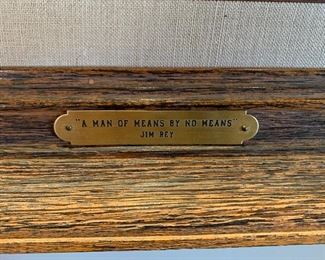 "A MAN OF MEANS BY NO MEANS"
JIM REY